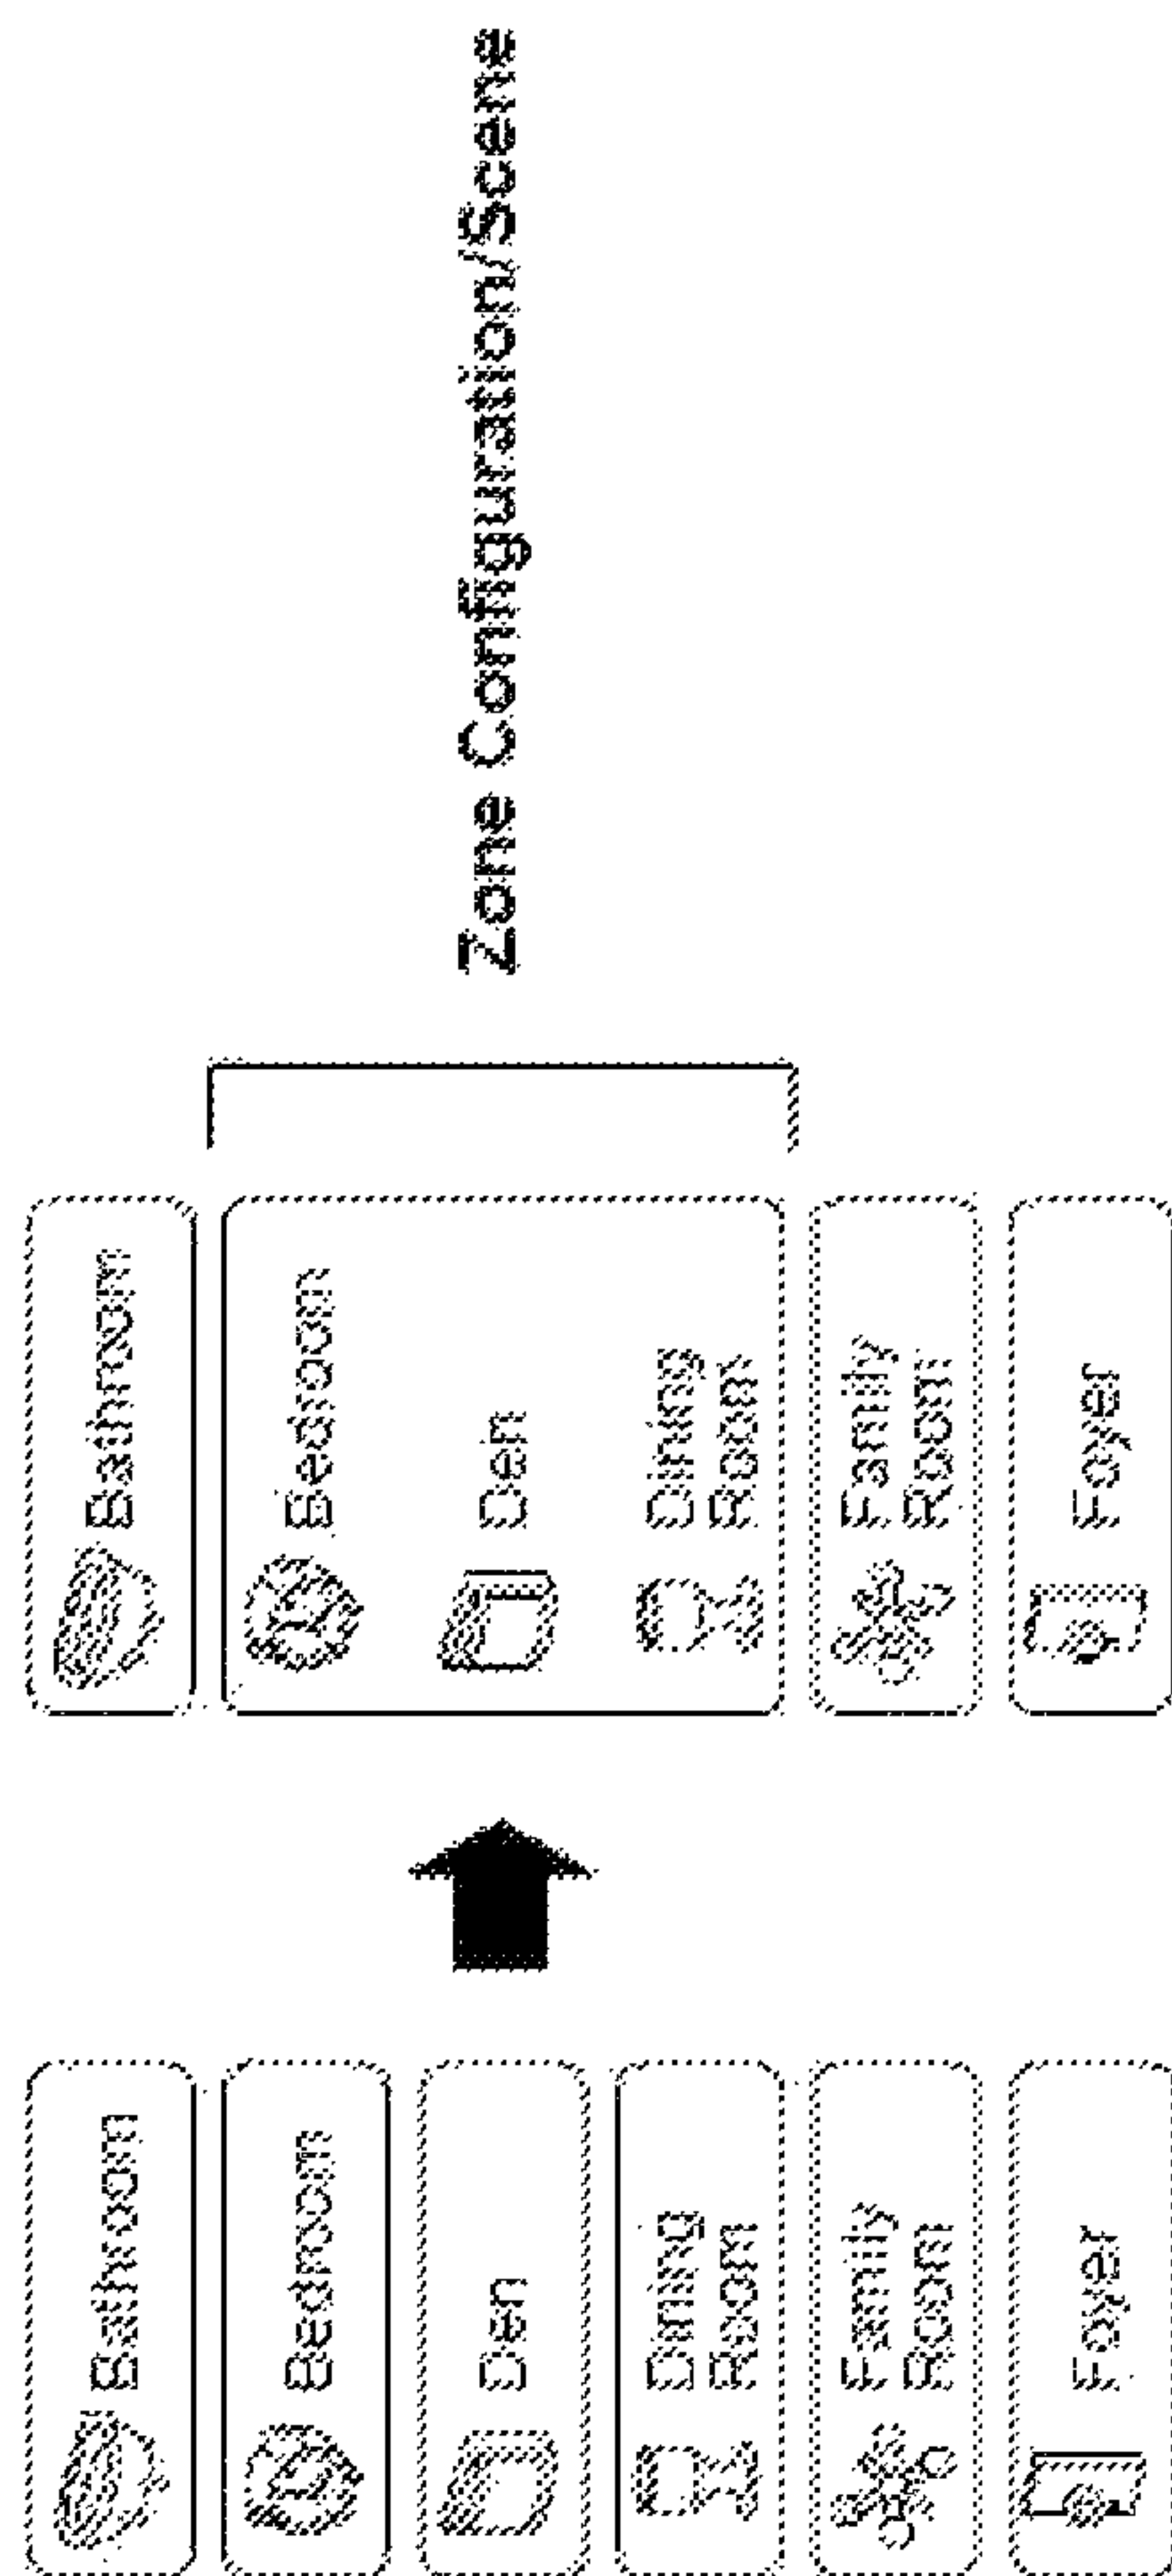 Bathroom
Bedroom
Den
Dining
Room
Family
Room
Foyer
Bathroom
Bedroom
Den
Dining
Room
Family
Room
Foyer
Zone Configuration/Scene